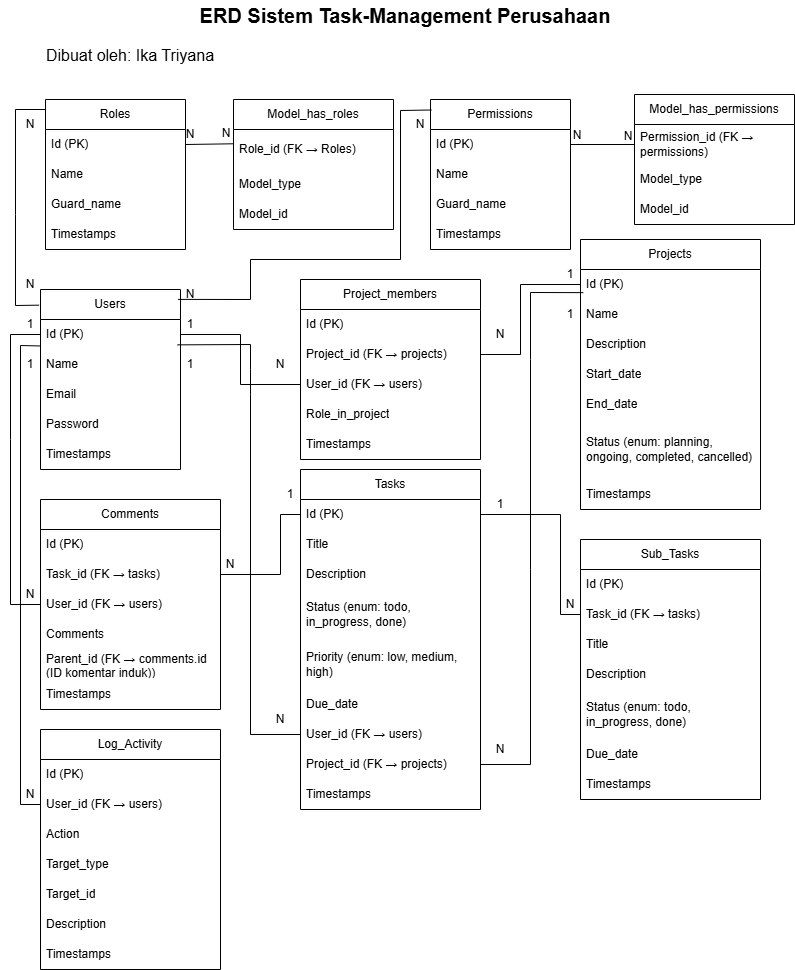 ERD Sistem Task-Management Perusahaan
Dibuat oleh: Ika Triyana
Roles
Id (PK)
Name
Guard_name
Timestamps
N
N
N
N
Model_has_roles
Role_id (FK → Roles)
Model_type
Model_id
Permissions
Id (PK)
Name
Guard_name
Timestamps
N
N
N
N
Model_has_permissions
Permission_id (FK →
permissions)
Model_type
Model_id
Users
Id (PK)
Name
Email
Password
Timestamps
1
1
1
1
Project_members
Id (PK)
Project_id (FK → projects)
User_id (FK → users)
Role_in_project
Timestamps
N
N
Projects
Id (PK)
Name
Description
Start_date
End_date
Status (enum: planning,
ongoing, completed, cancelled)
Timestamps
1
1
Comments
Id (PK)
Task_id (FK → tasks)
User_id (FK → users)
Comments
Parent_id (FK → comments.id
(ID komentar induk))
Timestamps
N
N
Tasks
Id (PK)
Title
Description
Status (enum: todo,
in_progress, done)
Priority (enum: low, medium,
high)
Due_date
User_id (FK → users)
Project_id (FK → projects)
Timestamps
1
1
N
N
Sub_Tasks
Id (PK)
Task_id (FK → tasks)
Title
Description
Status (enum: todo,
in_progress, done)
Due_date
Timestamps
N
Log_Activity
Id (PK)
User_id (FK → users)
Action
Target_type
Target_id
Description
Timestamps
N